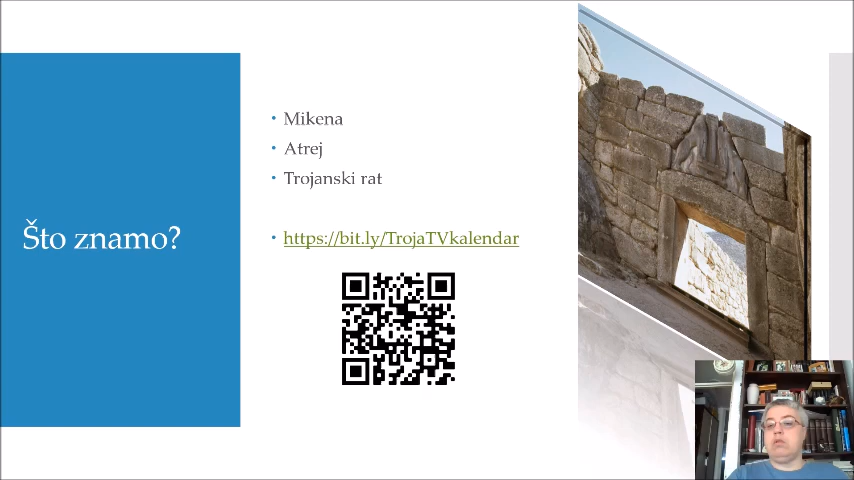 Što znamo?
Mikena
Atrej
Trojanski rat
https://bit.ly/TrojaTVkalendar